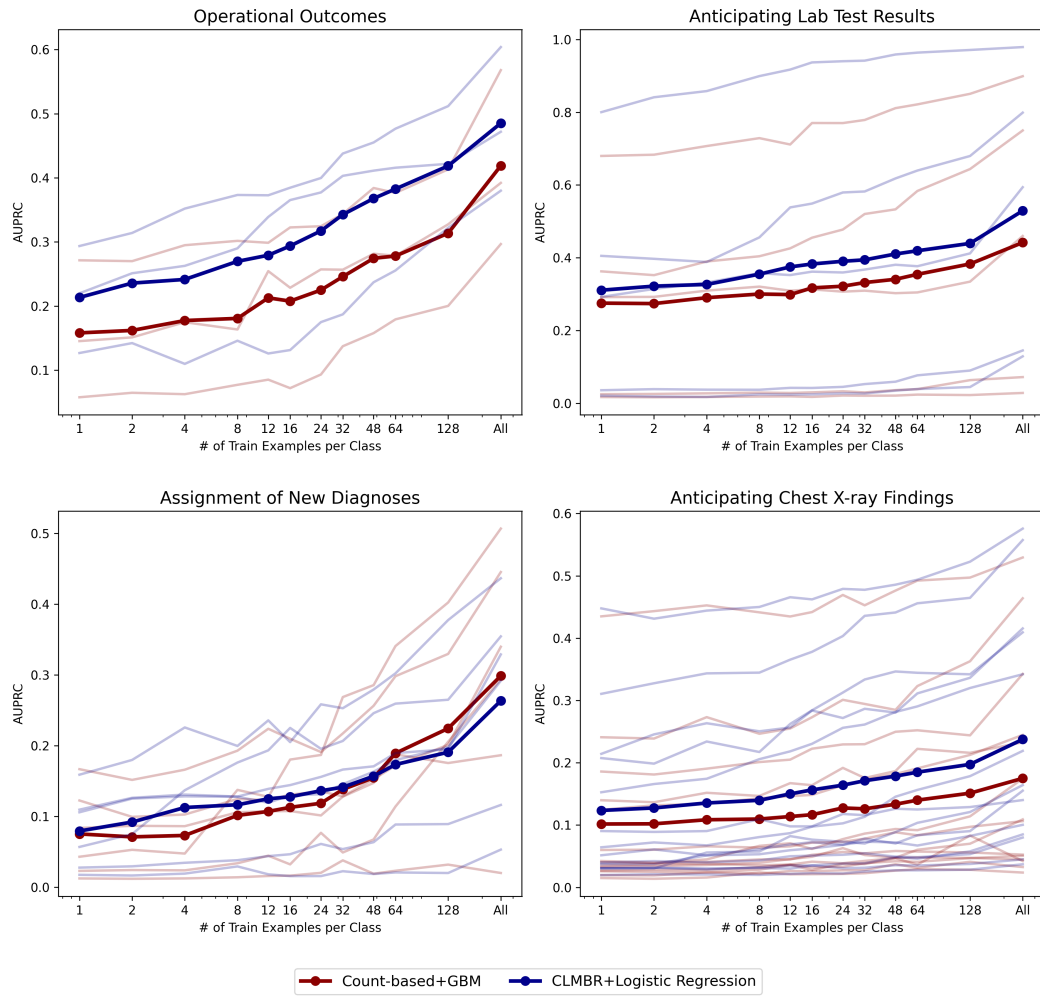 Operational Outcomes
AUPRC
0.6
0.5
0.4
0.3
0.2
0.1
1 2 4 8 12 16 24 32 48 64 128 All
# of Train Examples per Class
Anticipating Lab Test Results
AUPRC
1.0
0.8
0.6
0.4
0.2
0.0
1 2 4 8 12 16 24 32 48 64 128 All
# of Train Examples per Class
Assignment of New Diagnoses
AUPRC
0.5
0.4
0.3
0.2
0.1
0.0
1 2 4 8 12 16 24 32 48 64 128 All
# of Train Examples per Class
Anticipating Chest X-ray Findings
AUPRC
0.6
0.5
0.4
0.3
0.2
0.1
0.0
1 2 4 8 12 16 24 32 48 64 128 All
# of Train Examples per Class
Count-based+GBM CLMBR+Logistic Regression